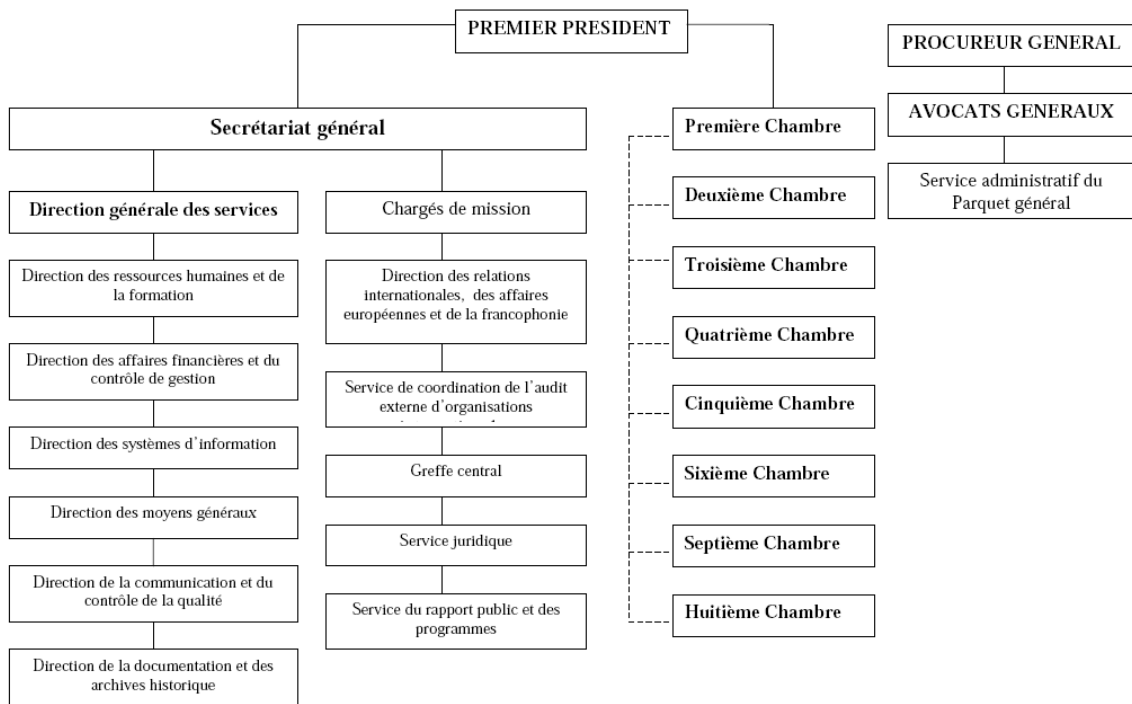 PREMIER PRESIDENT
PROCUREUR GENERAL
AVOCATS GENERAUX
Service administratif du
Parquet général
Secrétariat général
Direction générale des services
Direction des ressources humaines et de
la formation
Direction des affaires financières et du
contrôle de gestion
Direction des systèmes d'information
Direction des moyens généraux
Direction de la communication et du
contrôle de la qualité
Direction de la documentation et des
archives historique
Chargés de mission
Direction des relations
internationales, des affaires
européennes et de la francophonie
Service de coordination de l'audit
externe d'organisations
Greffe central
Service juridique
Service du rapport public et des
programmes
Première Chambre
Deuxième Chambre
Troisième Chambre
Quatrième Chambre
Cinquième Chambre
Sixième Chambre
Septième Chambre
Huitième Chambre